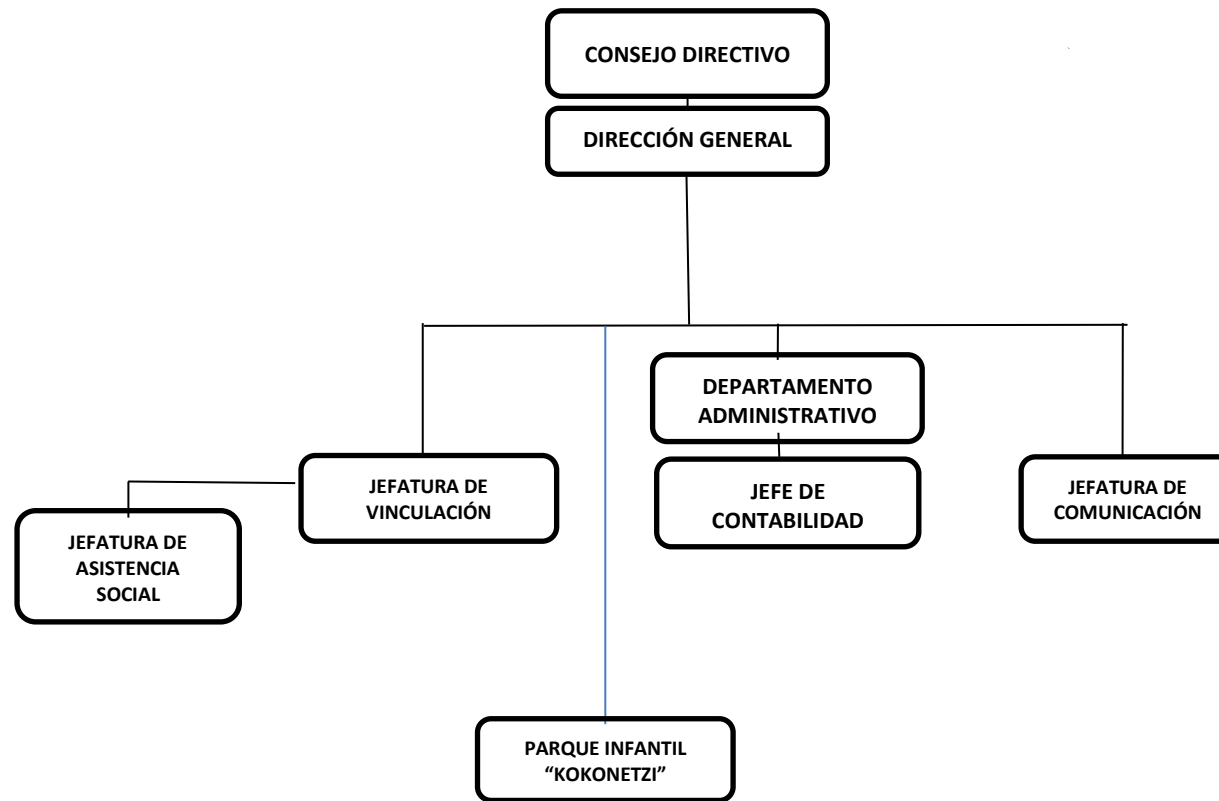 CONSEJO DIRECTIVO
DIRECCIÓN GENERAL
DEPARTAMENTO
ADMINISTRATIVO
JEFATURA DE
VINCULACIÓN
JEFE DE
CONTABILIDAD
JEFATURA DE
COMUNICACIÓN
JEFATURA DE
ASISTENCIA
SOCIAL
PARQUE INFANTIL
“KOKONETZI”